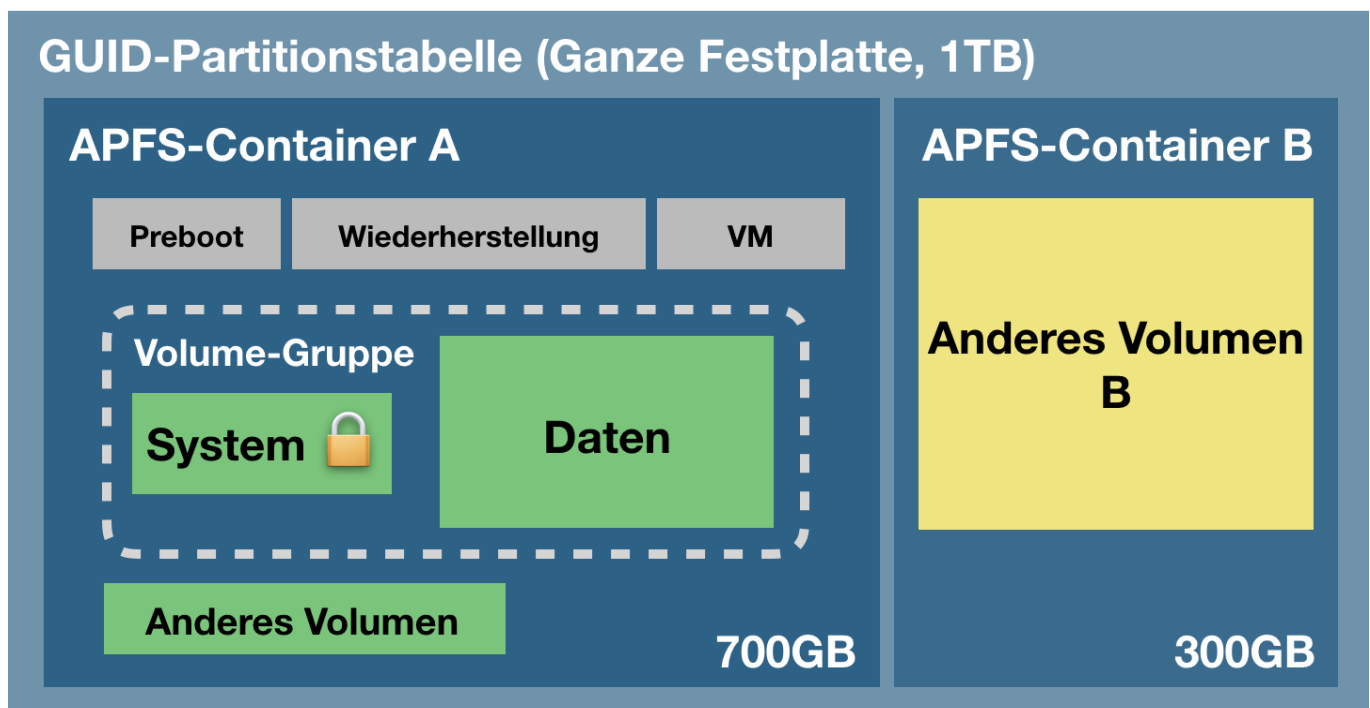 GUID-Partitionstabelle (Ganze Festplatte, 1TB)
APFS-Container A
Preboot
Wiederherstellung
VM
Volume-Gruppe
System
Daten
Anderes Volumen
700GB
APFS-Container B
Anderes Volumen
B
300GB